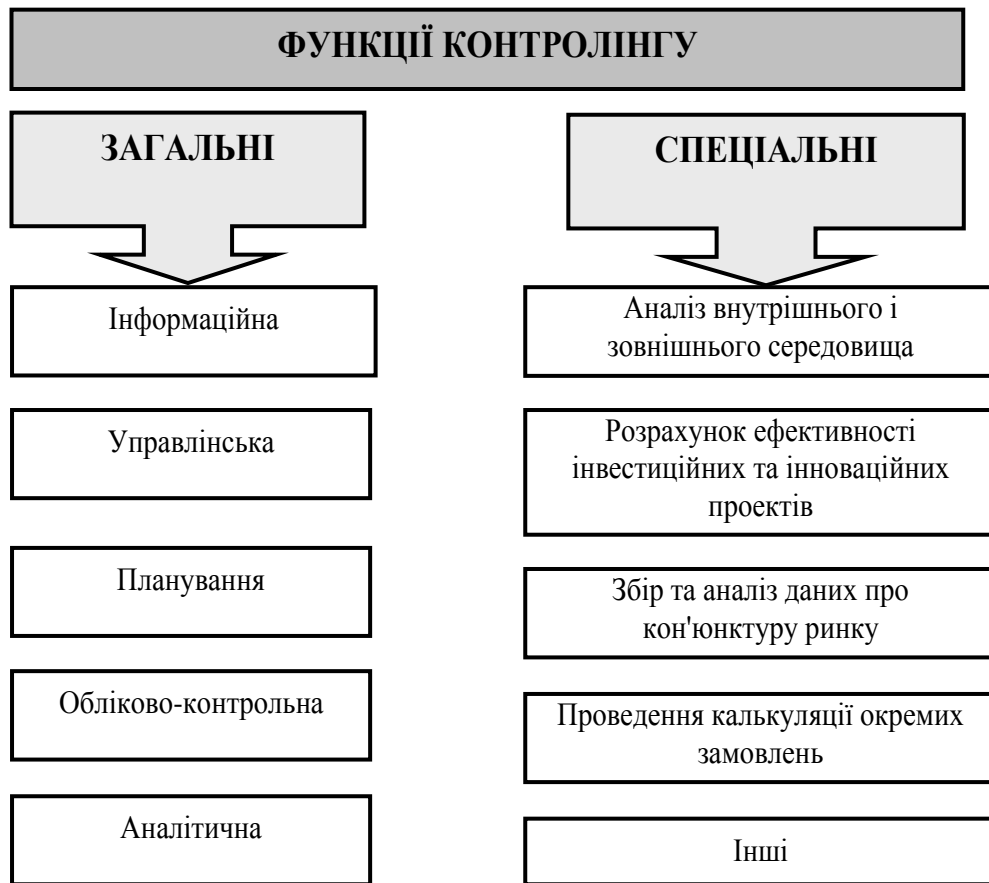 ФУНКЦІЇ КОНТРОЛІНГУ
ЗАГАЛЬНІ
Інформаційна
Управлінська
Планування
Обліково-контрольна
Аналітична
СПЕЦІАЛЬНІ
Аналіз внутрішнього і
зовнішнього середовища
Розрахунок ефективності
інвестиційних та інноваційних
проектів
Збір та аналіз даних про
кон'юнктуру ринку
Проведення калькуляції окремих
замовлень
Інші